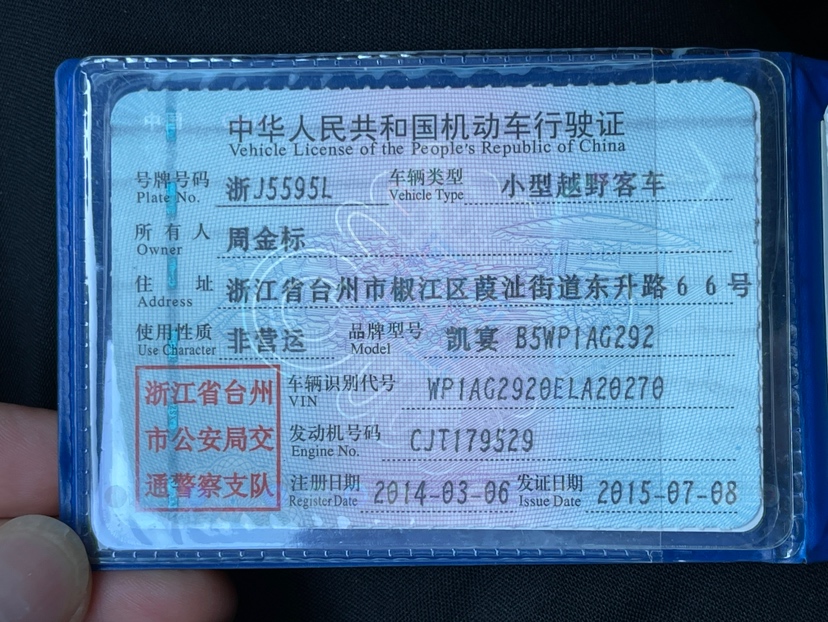 中华人民共和国机动车行驶证
Vehicle License of the People's Republic of China
号牌号码 浙J5595L 车辆类型 小型越野客车
Plate No. Vehicle Type
所有人 周金标
Owner
住址 浙江省台州市椒江区葭沚街道东升路66号
Address
使用性质 非营运 品牌型号 凯宴 B5WP1AG292
Use Character Model
浙江省台州
市公安局交
通警察支队
车辆识别代号 WP1AG2920ELA20270
VIN
发动机号码 CJT179529
Engine No.
注册日期 2014-03-06 发证日期 2015-07-08
Register Date Issue Date